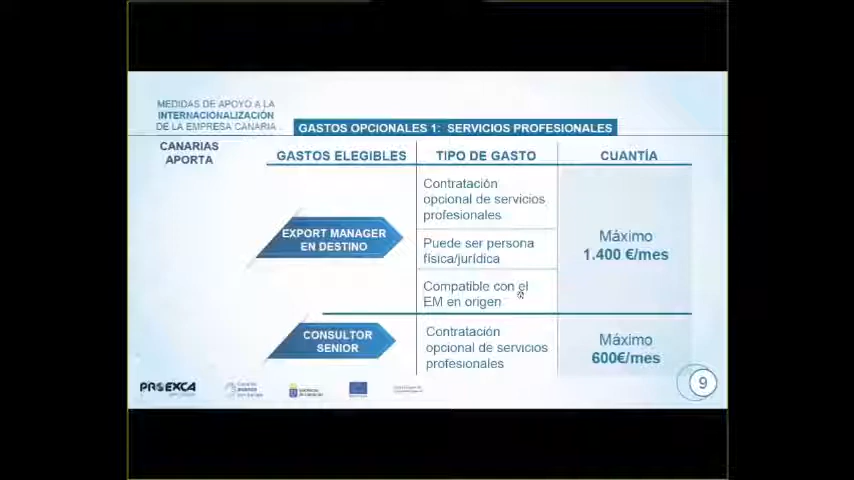 MEDIDAS DE APOYO A LA
INTERNACIONALIZACIÓN
DE LA EMPRESA CANARIA
GASTOS OPCIONALES 1: SERVICIOS PROFESIONALES
CANARIAS
APORTA
GASTOS ELEGIBLES
TIPO DE GASTO
CUANTÍA
EXPORT MANAGER
EN DESTINO
Contratación
opcional de servicios
profesionales
Puede ser persona
física/jurídica
Compatible con el
EM en origen
Máximo
1.400 €/mes
CONSULTOR
SENIOR
Contratación
opcional de servicios
profesionales
Máximo
600€/mes
PROEXCA
9